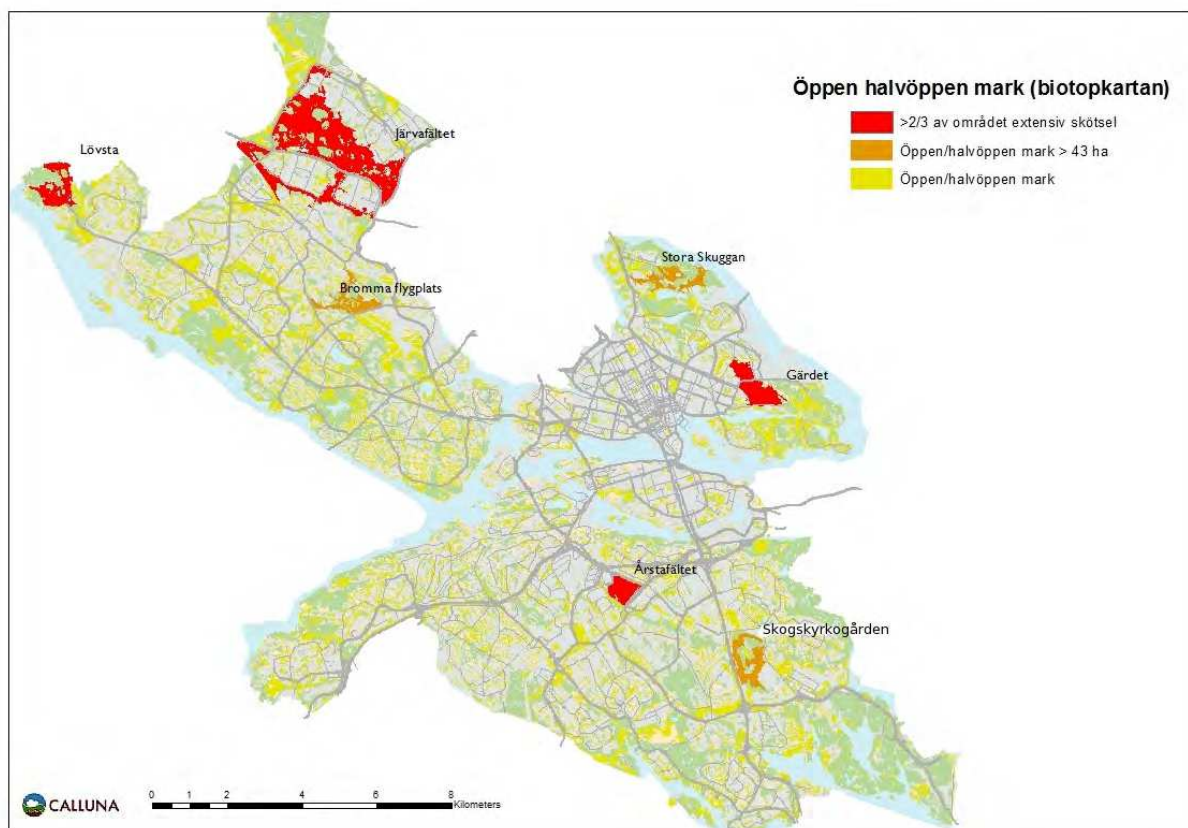 Öppen halvöppen mark (biotopkartan)
>2/3 av området extensiv skötsel
Öppen/halvöppen mark > 43 ha
Öppen/halvöppen mark
Järvafältet
Lövsta
Stora Skuggan
Bromma flygplats
Gärdet
Årstafältet
Skogskyrkogården
CALLUNA
0 1 2 4 6 8
Kilometers